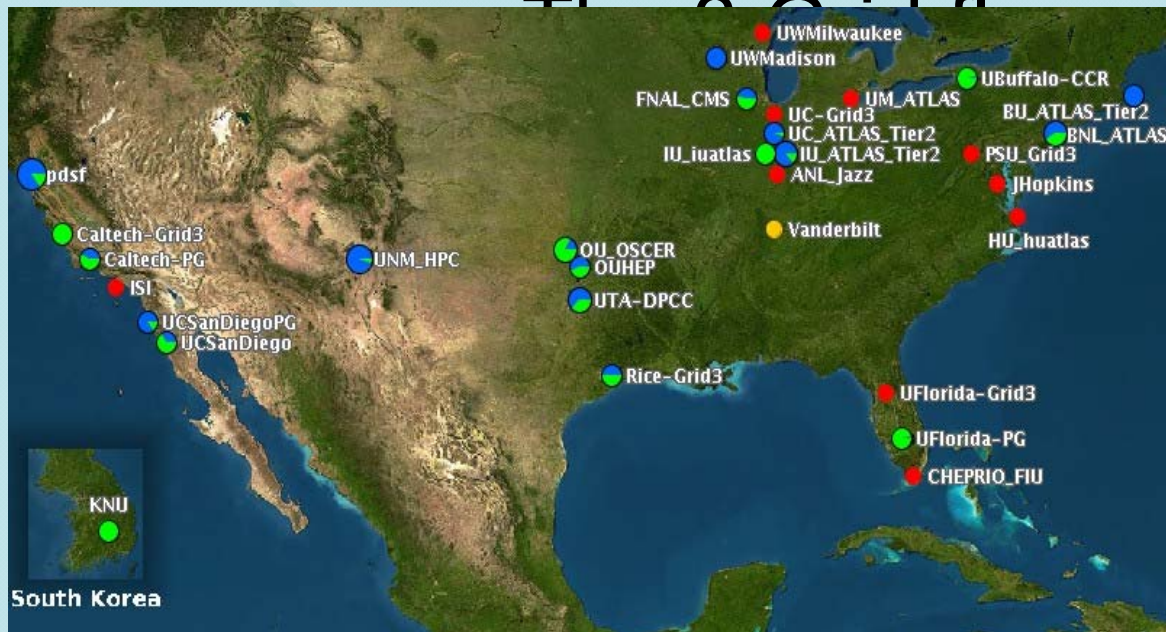 UWMilwaukee
UWMadison
UBuffalo-CCR
FNAL_CMS
UM_ATLAS
BU_ATLAS_Tier2
UC-Grid3
UC_ATLAS_Tier2
BNL_ATLAS
IU_iuatlas
IU_ATLAS_Tier2
PSU_Grid3
pdsf
ANL_Jazz
JHopkins
Caltech-Grid3
Vanderbilt
HU_huatlas
Caltech-PG
UNM_HPC
OU_OSCER
OUHEP
ISI
UTA-DPCC
UCSanDiegoPG
UCSanDiego
Rice-Grid3
UFlorida-Grid3
UFlorida-PG
CHEPRIO_FIU
KNU
South Korea